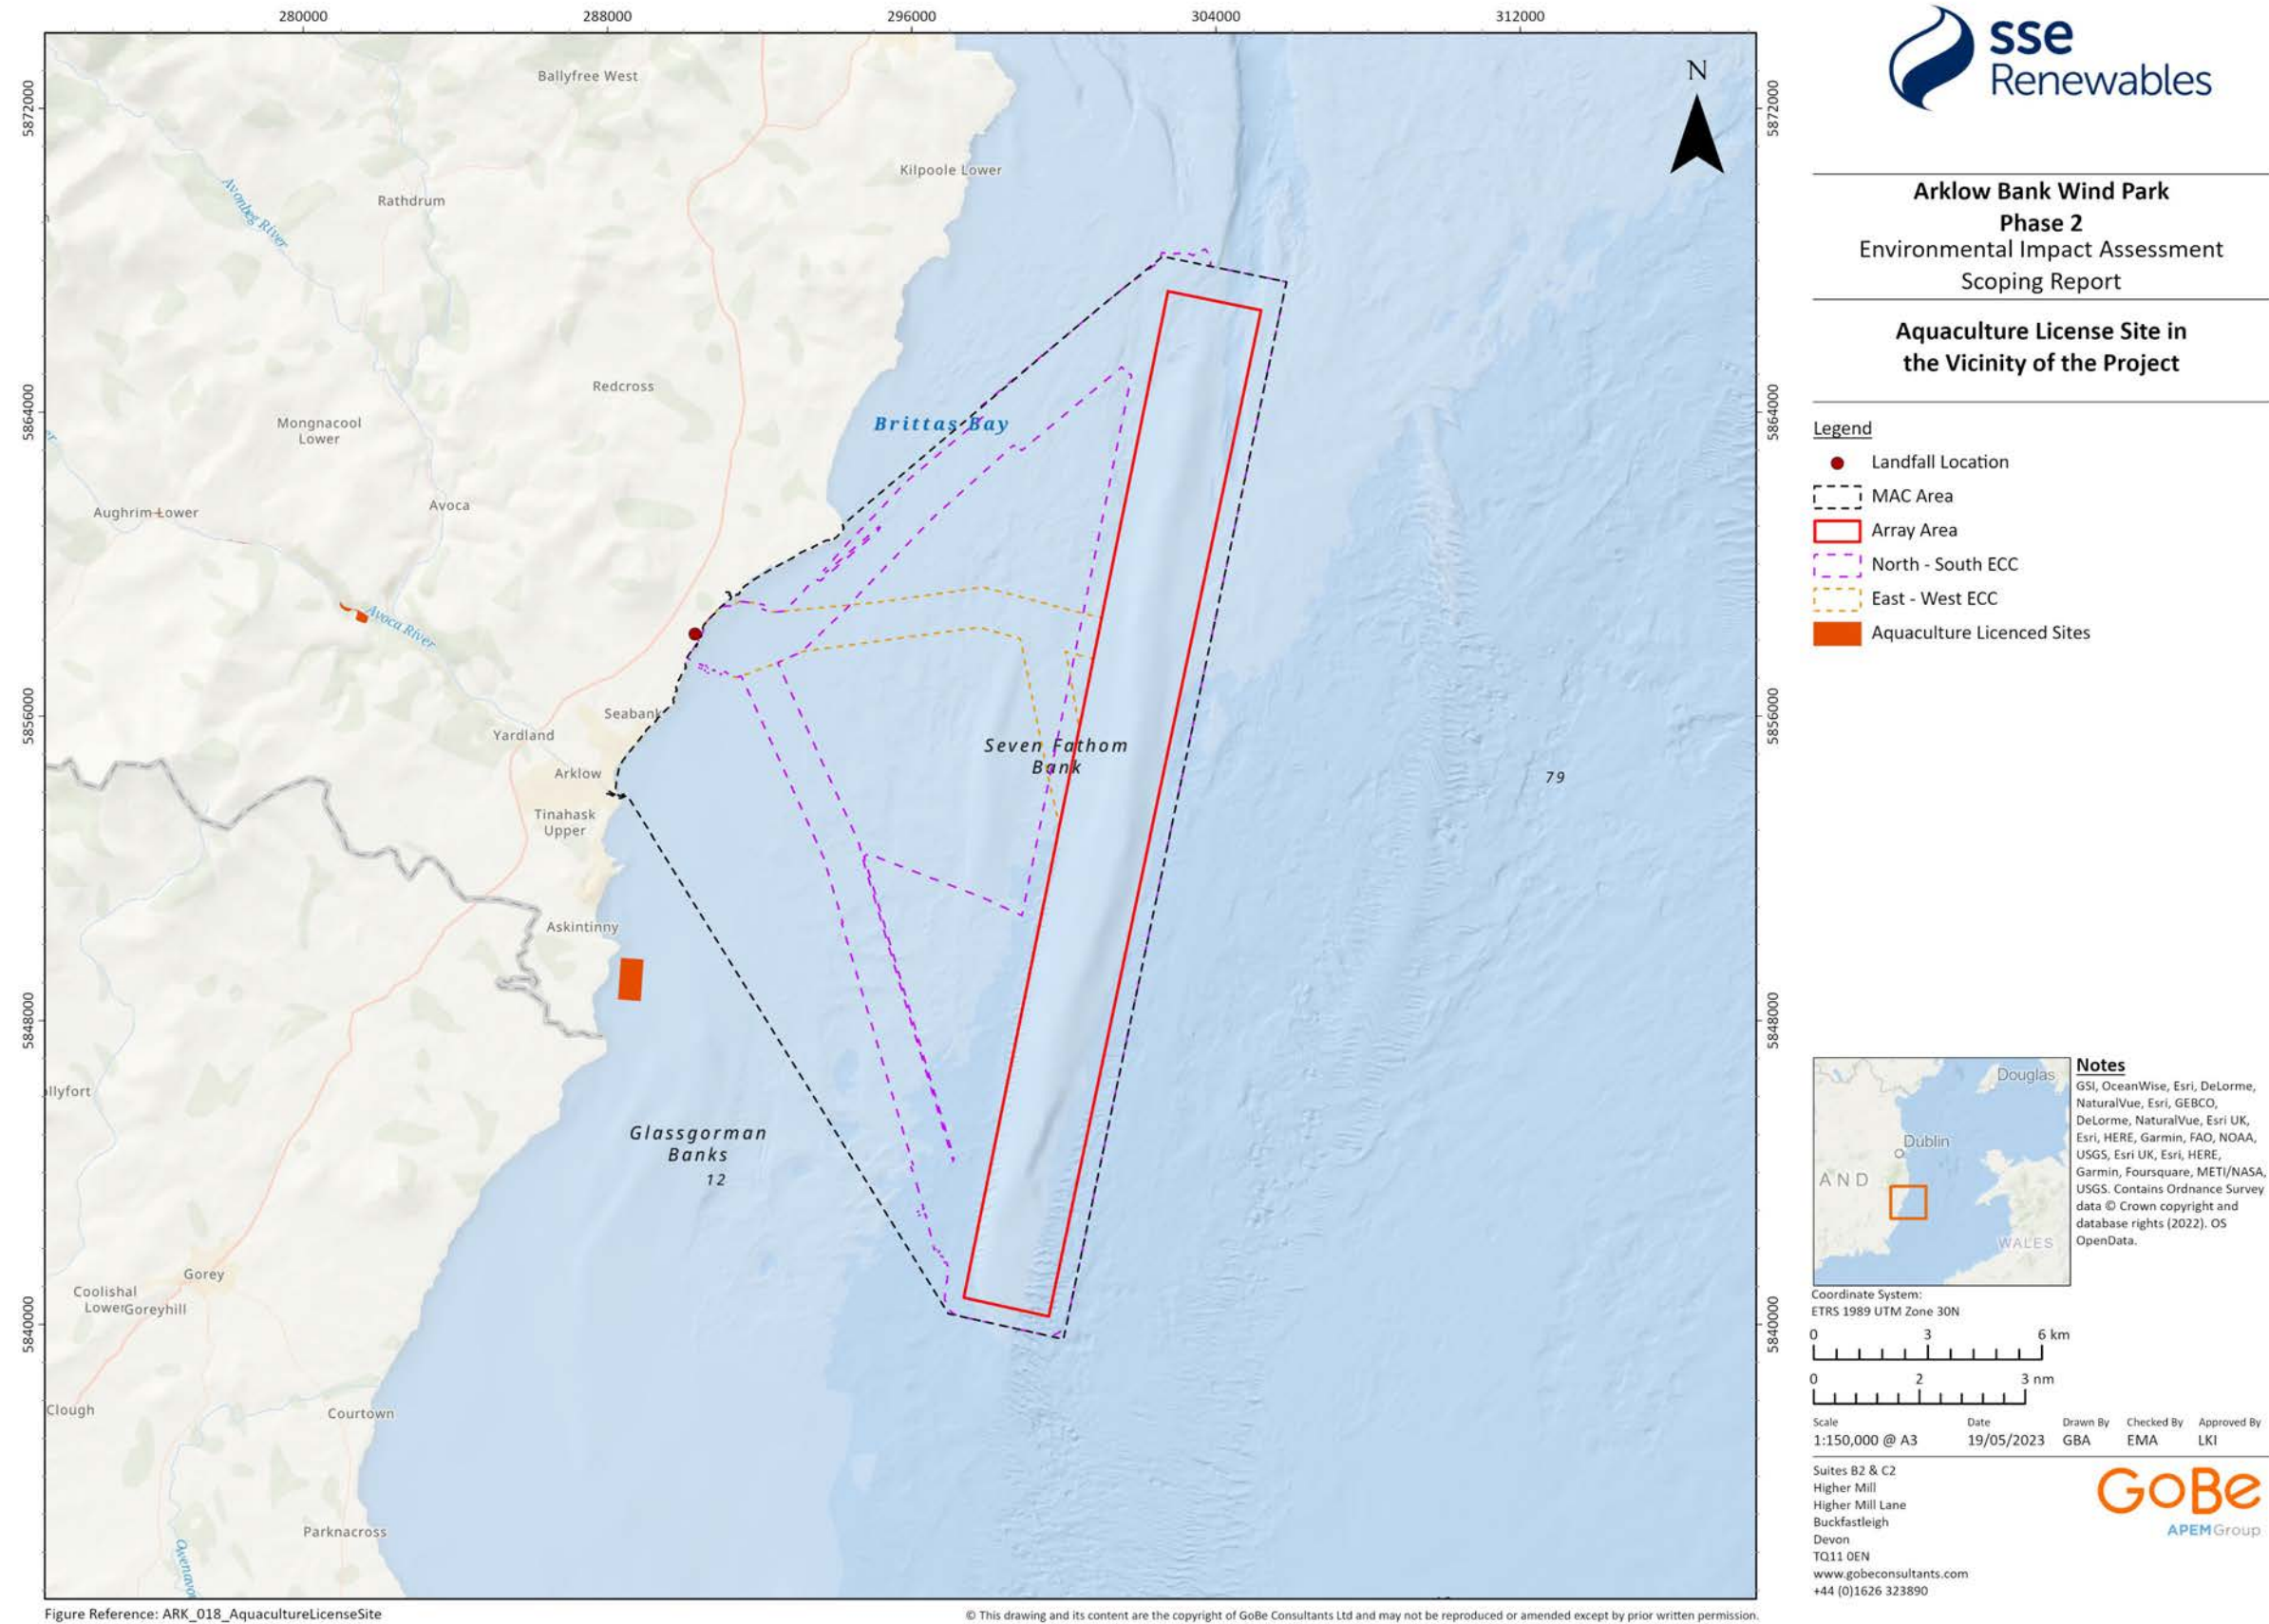 280000
288000
296000
304000
312000
5872000
5864000
5856000
5848000
5840000
5872000
5864000
5856000
5848000
5840000
N
Ballyfree West
Kilpoole Lower
Avonbeg River
Rathdrum
Redcross
Brittas Bay
Mongnacool
Lower
Aughrim Lower
Avoca
Avoca River
Seabank
Yardland
Arklow
Seven Fathom
Bank
79
Tinahask
Upper
Askintinny
llyfort
Glassgorman
Banks
12
Gorey
Coolishal
Lower
Goreyhill
Clough
Courtown
Parknacross
Owenavo
er
sse
Renewables
Arklow Bank Wind Park
Phase 2
Environmental Impact Assessment
Scoping Report
Aquaculture License Site in
the Vicinity of the Project
Legend
Landfall Location
MAC Area
Array Area
North - South ECC
East - West ECC
Aquaculture Licenced Sites
Douglas
Dublin
AND
WALES
Notes
GSI, OceanWise, Esri, DeLorme,
NaturalVue, Esri, GEBCO,
DeLorme, NaturalVue, Esri UK,
Esri, HERE, Garmin, FAO, NOAA,
USGS, Esri UK, Esri, HERE,
Garmin, Foursquare, METI/NASA,
USGS. Contains Ordnance Survey
data © Crown copyright and
database rights (2022). OS
OpenData.
Coordinate System:
ETRS 1989 UTM Zone 30N
0 3 6 km
0 2 3 nm
Scale Date Drawn By Checked By Approved By
1:150,000 @ A3 19/05/2023 GBA EMA LKI
Suites B2 & C2
Higher Mill
Higher Mill Lane
Buckfastleigh
Devon
TQ11 0EN
www.gobeconsultants.com
+44 (0)1626 323890
GoBe
APEMGroup
Figure Reference: ARK_018_AquacultureLicenseSite
© This drawing and its content are the copyright of GoBe Consultants Ltd and may not be reproduced or amended except by prior written permission.